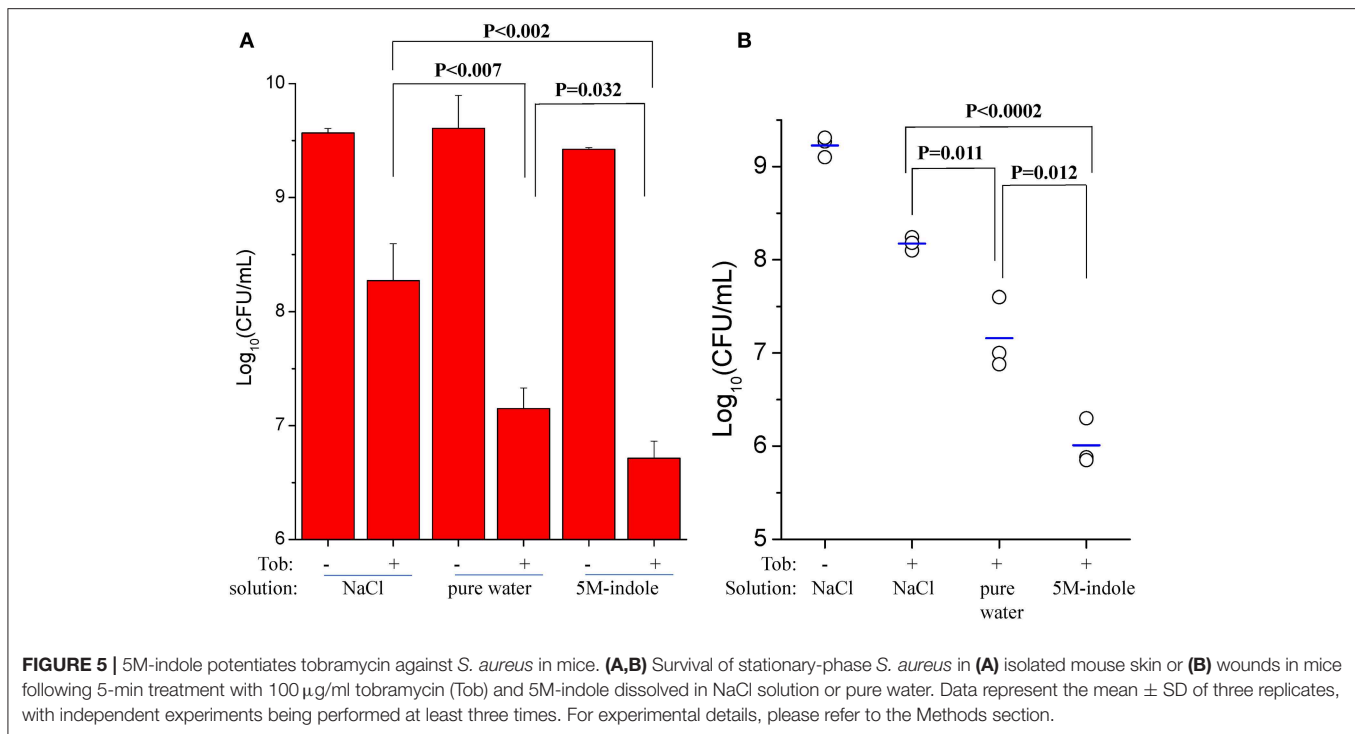 A
P<0.002
P<0.007
P=0.032
10
9
8
7
6
Log10(CFU/mL)
Tob: - + - + - +
solution: NaCl pure water 5M-indole
B
P<0.0002
P=0.011
P=0.012
9
8
7
6
5
Log10(CFU/mL)
Tob: - + + +
Solution: NaCl NaCl pure 5M-indole
water
FIGURE 5 | 5M-indole potentiates tobramycin against S. aureus in mice. (A,B) Survival of stationary-phase S. aureus in (A) isolated mouse skin or (B) wounds in mice
following 5-min treatment with 100 μg/ml tobramycin (Tob) and 5M-indole dissolved in NaCl solution or pure water. Data represent the mean ± SD of three replicates,
with independent experiments being performed at least three times. For experimental details, please refer to the Methods section.